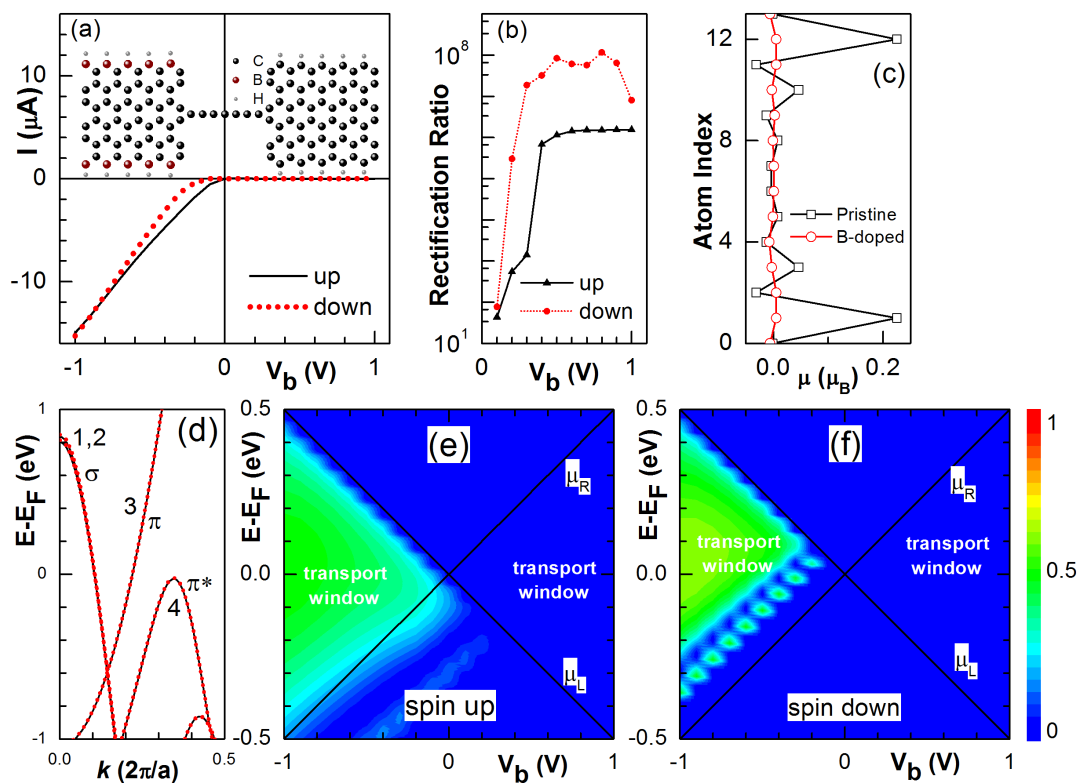 (a)
I (μA)
10
0
-10
C
B
H
up
down
-1
0
1
V_b (V)
(b)
Rectification Ratio
10^8
10^1
up
down
0
1
V_b (V)
(c)
Atom Index
12
8
4
0
Pristine
B-doped
0.0
0.2
μ (μ_B)
(d)
E-E_F (eV)
1
0
-1
1,2
σ
3
π
π*
4
0.0
0.5
k (2π/a)
(e)
E-E_F (eV)
0.5
0.0
-0.5
μ_R
transport
window
transport
window
μ_L
spin up
-1
0
1
V_b (V)
(f)
E-E_F (eV)
0.5
0.0
-0.5
μ_R
transport
window
transport
window
μ_L
spin down
-1
0
1
V_b (V)
1
0.5
0